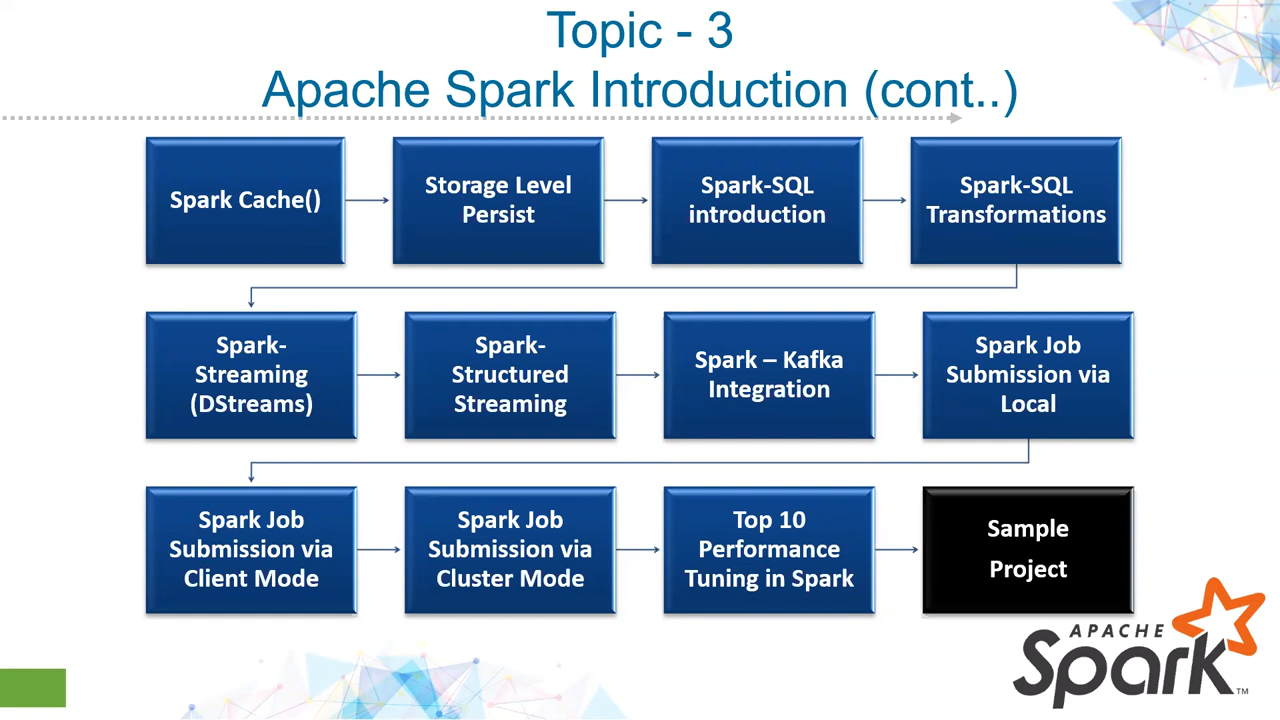 Topic - 3
Apache Spark Introduction (cont..)
Spark Cache()
Storage Level
Persist
Spark-SQL
introduction
Spark-SQL
Transformations
Spark-
Streaming
(DStreams)
Spark-
Structured
Streaming
Spark – Kafka
Integration
Spark Job
Submission via
Local
Spark Job
Submission via
Client Mode
Spark Job
Submission via
Cluster Mode
Top 10
Performance
Tuning in Spark
Sample
Project
APACHE
Spark™